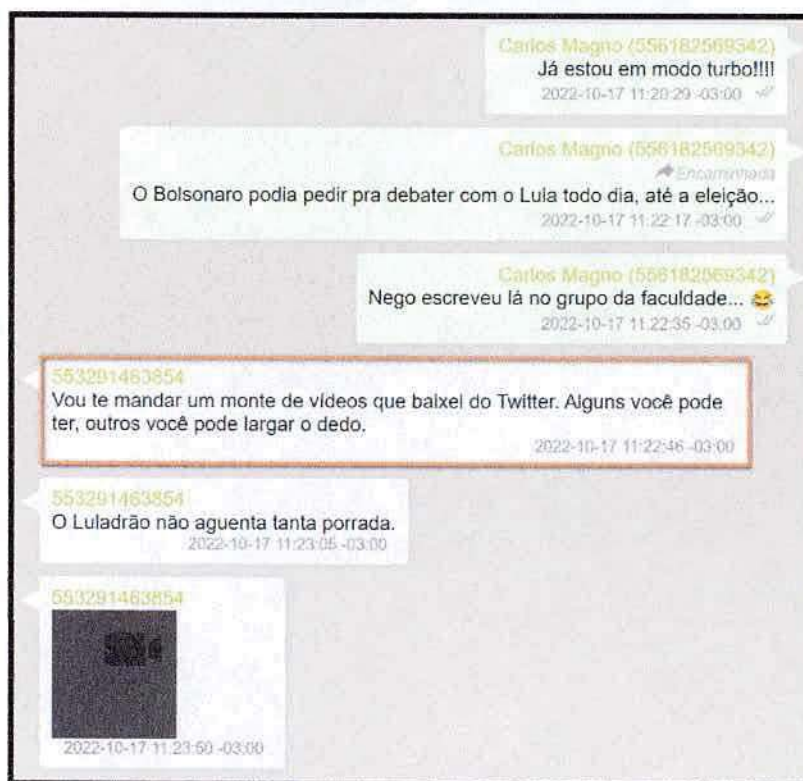 Carlos Magno (556182569342)
Já estou em modo turbo!!!!
2022-10-17 11:20:29 -03:00
Carlos Magno (556182569342)
Encaminhada
O Bolsonaro podia pedir pra debater com o Lula todo dia, até a eleição...
2022-10-17 11:22:17 -03:00
Carlos Magno (556182569342)
Nego escreveu lá no grupo da faculdade... 😂
2022-10-17 11:22:35 -03:00
553291463854
Vou te mandar um monte de vídeos que baixei do Twitter. Alguns você pode
ter, outros você pode largar o dedo.
2022-10-17 11:22:46 -03:00
553291463854
O Luladrão não aguenta tanta porrada.
2022-10-17 11:23:05 -03:00
553291463854
2022-10-17 11:23:50 -03:00